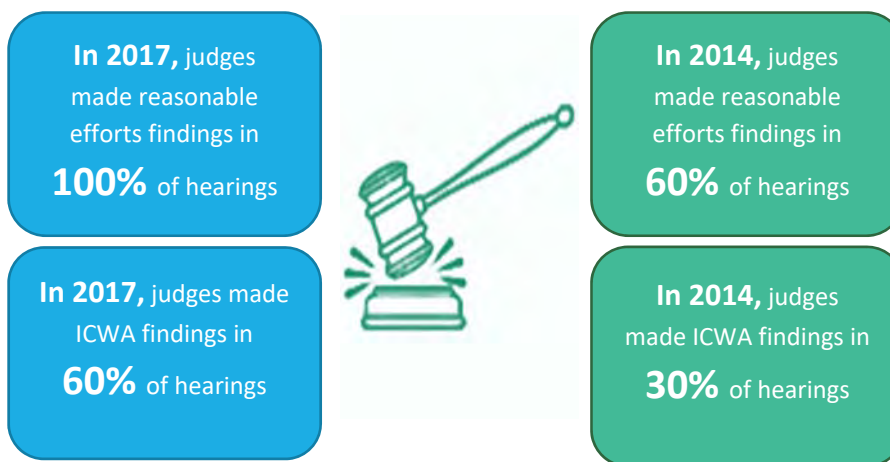 In 2017, judges
made reasonable
efforts findings in
100% of hearings
In 2014, judges
made reasonable
efforts findings in
60% of hearings
In 2017, judges made
ICWA findings in
60% of hearings
In 2014, judges
made ICWA findings in
30% of hearings